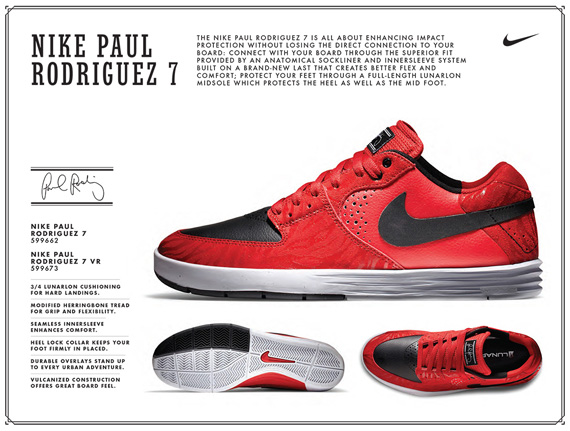 NIKE PAUL
RODRIGUEZ 7
THE NIKE PAUL RODRIGUEZ 7 IS ALL ABOUT ENHANCING IMPACT
PROTECTION WITHOUT LOSING THE DIRECT CONNECTION TO YOUR
BOARD: CONNECT WITH YOUR BOARD THROUGH THE SUPERIOR FIT
PROVIDED BY AN ANATOMICAL SOCKLINER AND INNERSLEEVE SYSTEM
BUILT ON A BRAND-NEW LAST THAT CREATES BETTER FLEX AND
COMFORT; PROTECT YOUR FEET THROUGH A FULL-LENGTH LUNARLON
MIDSOLE WHICH PROTECTS THE HEEL AS WELL AS THE MID FOOT.
NIKE PAUL
RODRIGUEZ 7
599662
NIKE PAUL
RODRIGUEZ 7 VR
599673
3/4 LUNARLON CUSHIONING
FOR HARD LANDINGS.
MODIFIED HERRINGBONE TREAD
FOR GRIP AND FLEXIBILITY.
SEAMLESS INNERSLEEVE
ENHANCES COMFORT.
HEEL LOCK COLLAR KEEPS YOUR
FOOT FIRMLY IN PLACED.
DURABLE OVERLAYS STAND UP
TO EVERY URBAN ADVENTURE.
VULCANIZED CONSTRUCTION
OFFERS GREAT BOARD FEEL.